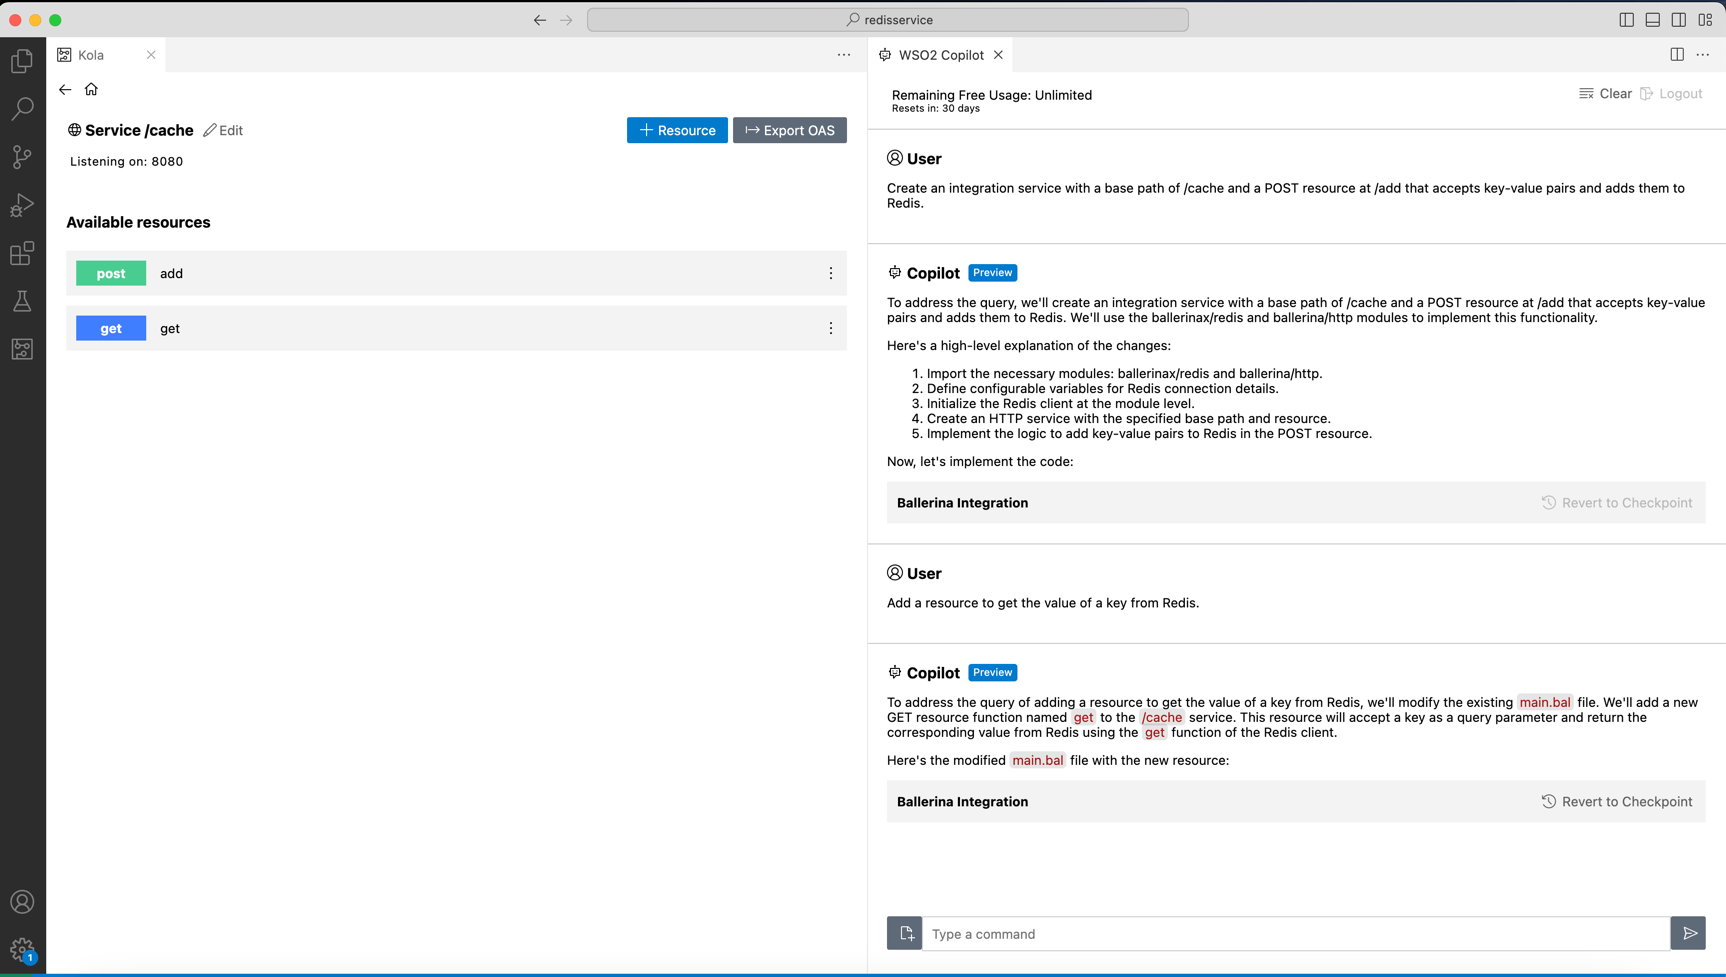 redisservice
Kola
WSO2 Copilot
Service /cache Edit
Resource
Export OAS
Listening on: 8080
Available resources
post add
get get
Remaining Free Usage: Unlimited
Resets in: 30 days
Clear
Logout
User
Create an integration service with a base path of /cache and a POST resource at /add that accepts key-value pairs and adds them to
Redis.
Copilot Preview
To address the query, we'll create an integration service with a base path of /cache and a POST resource at /add that accepts key-value
pairs and adds them to Redis. We'll use the ballerinax/redis and ballerina/http modules to implement this functionality.
Here's a high-level explanation of the changes:
1. Import the necessary modules: ballerinax/redis and ballerina/http.
2. Define configurable variables for Redis connection details.
3. Initialize the Redis client at the module level.
4. Create an HTTP service with the specified base path and resource.
5. Implement the logic to add key-value pairs to Redis in the POST resource.
Now, let's implement the code:
Ballerina Integration Revert to Checkpoint
User
Add a resource to get the value of a key from Redis.
Copilot Preview
To address the query of adding a resource to get the value of a key from Redis, we'll modify the existing main.bal file. We'll add a new
GET resource function named get to the /cache service. This resource will accept a key as a query parameter and return the
corresponding value from Redis using the get function of the Redis client.
Here's the modified main.bal file with the new resource:
Ballerina Integration Revert to Checkpoint
Type a command
1